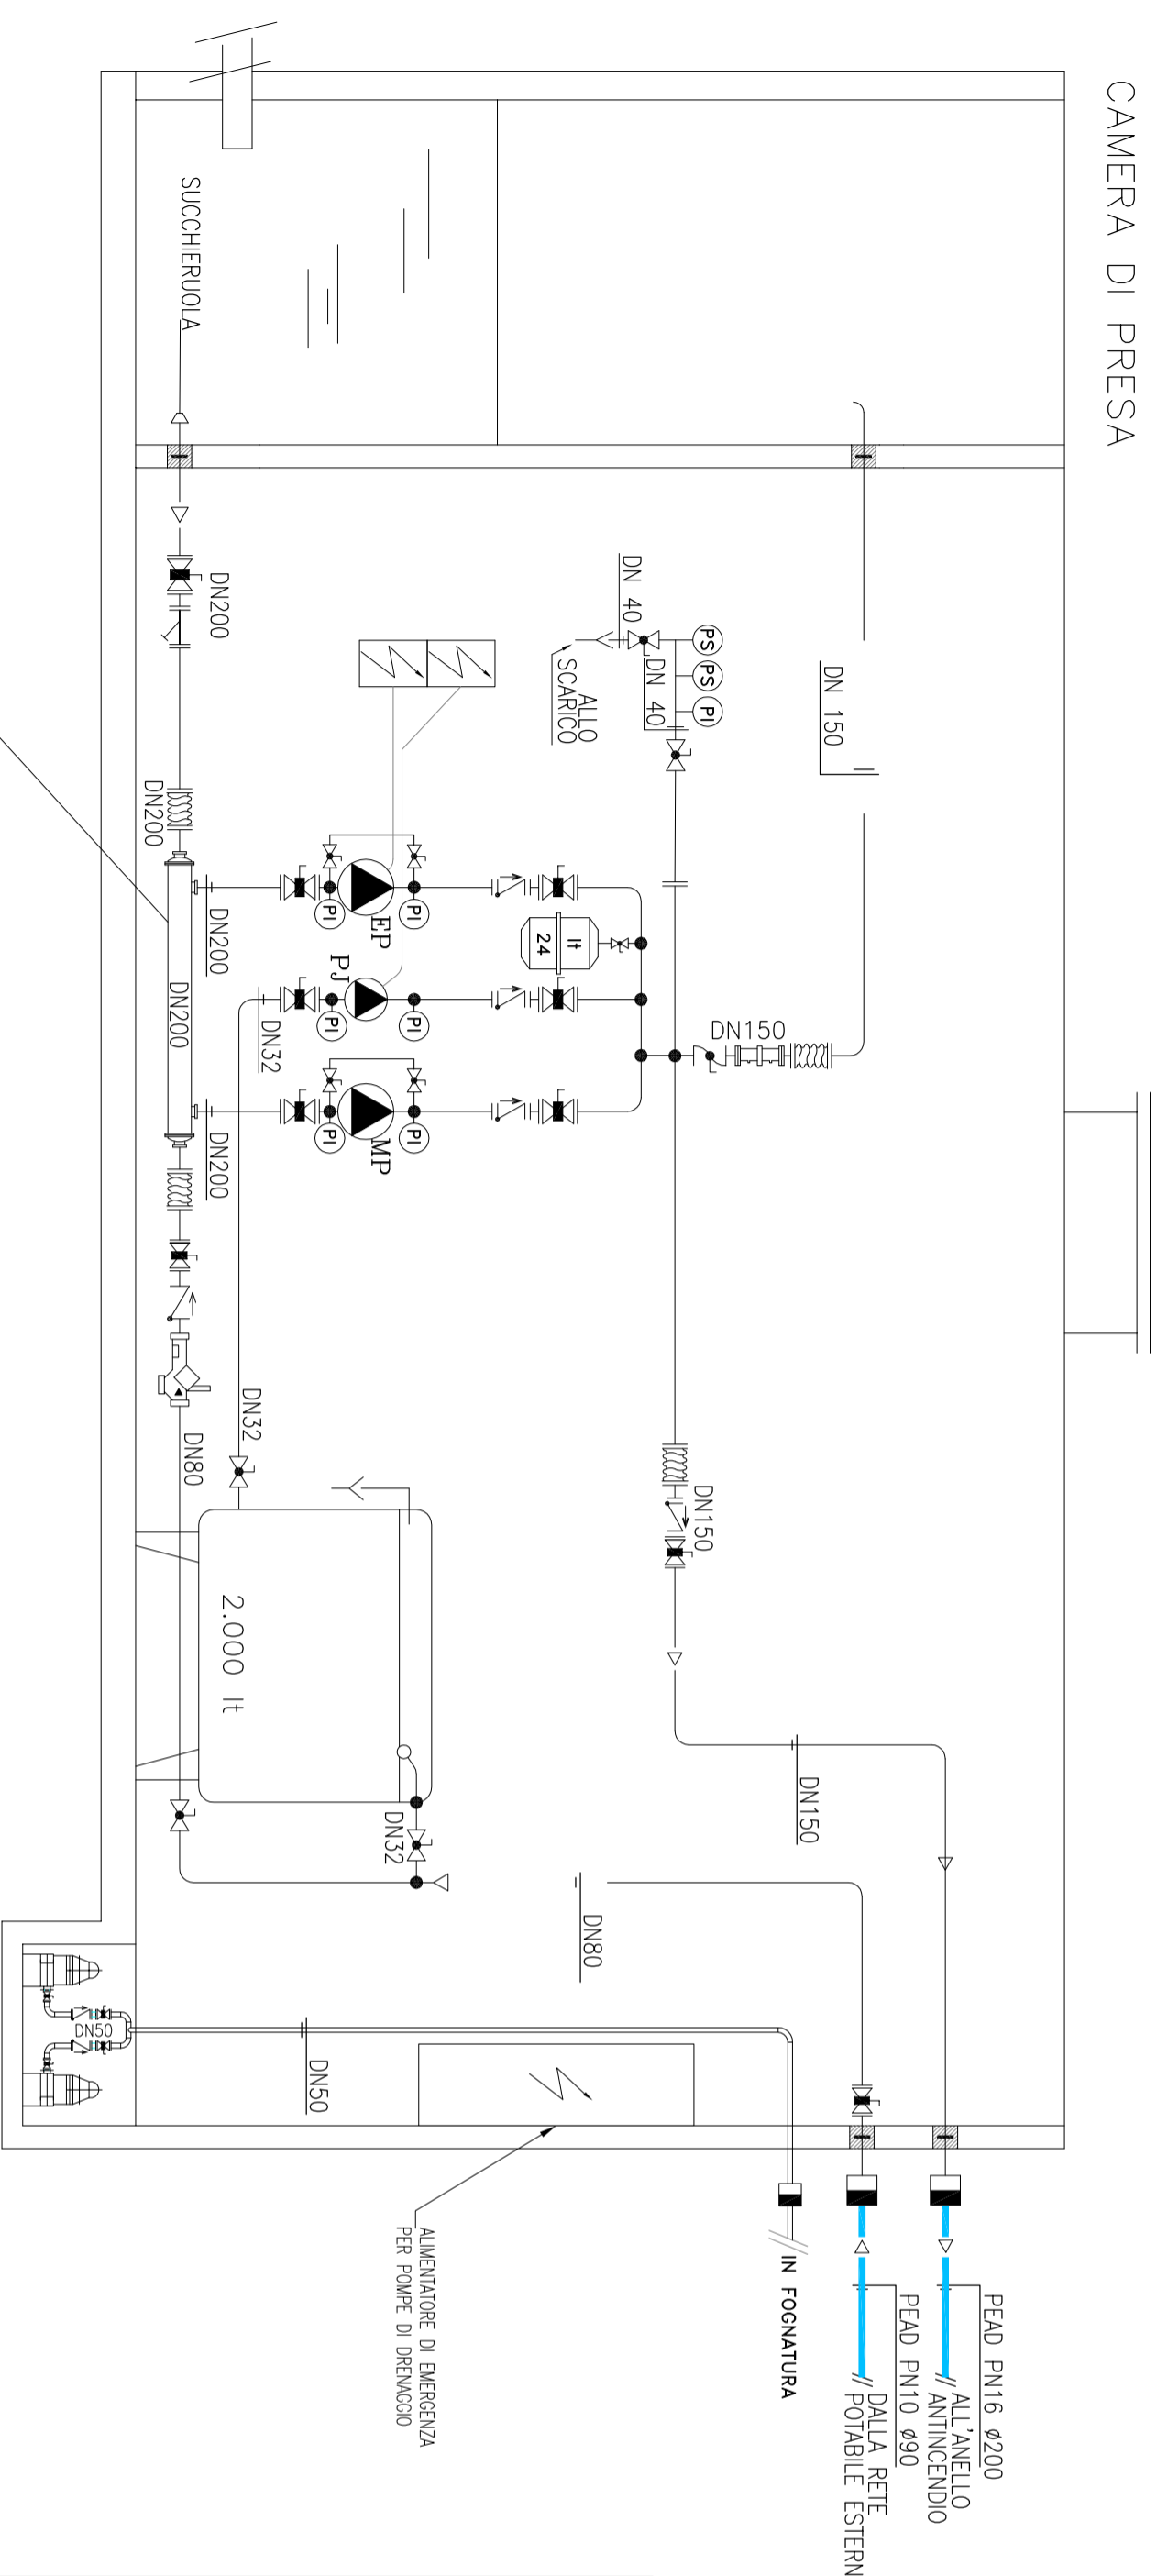 CAMERA DI PRESA
PEAD PN16 ø200
ALL'ANELLO
ANTINCENDIO
PEAD PN10 ø90
DALLA RETE
POTABILE ESTERN
DN 150
IN FOGNATURA
DN150
DN150
DN150
PS
PS
PI
DN 40
DN 40
ALLO
SCARICO
DN80
lt
24
ALIMENTATORE DI EMERGENZA
PER POMPE DI DRENAGGIO
DN32
PI
PI
PI
EP
PJ
MP
PI
PI
PI
DN50
DN32
DN32
2.000 lt
DN200
DN200
DN200
SUCCHIERUOLA
DN80
DN200
DN200
DN50